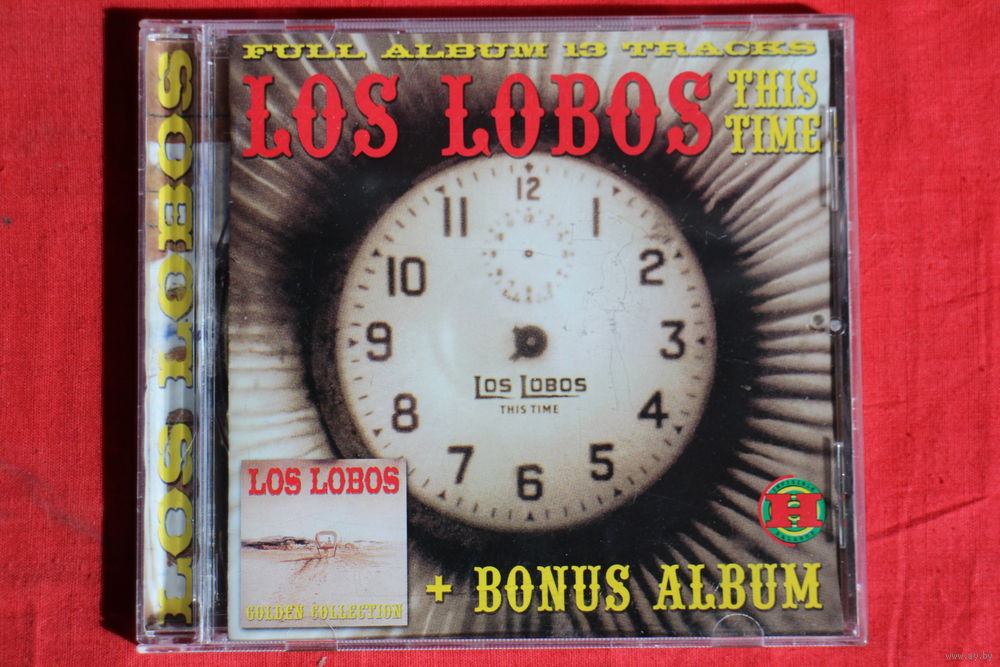 LOS LOBOS
FULL ALBUM 13 TRACKS
LOS LOBOS
THIS
TIME
12
11
1
10
2
9
3
LOS LOBOS
THIS TIME
8
4
7
5
6
LOS LOBOS
GOLDEN COLLECTION
H
+ BONUS ALBUM
www.ay.by